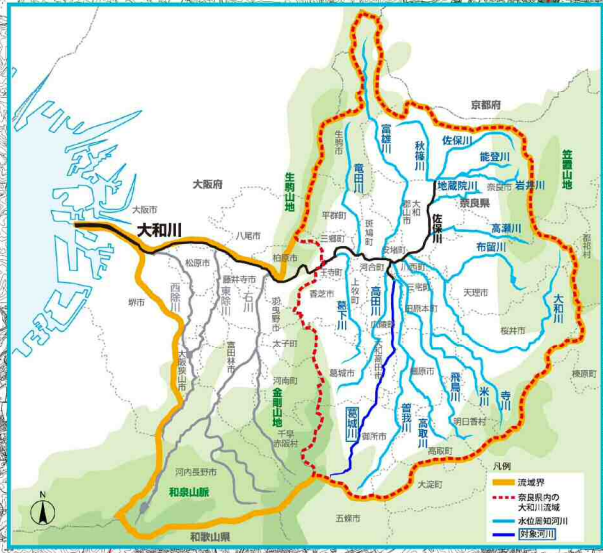 京都府
大阪府
奈良県
和歌山県
生駒山地
笠置山地
金剛山地
和泉山脈
富雄川
秋篠川
佐保川
能登川
岩井川
地蔵院川
高瀬川
布留川
大和川
竜田川
佐保川
大和川
西除川
東除川
石川
葛下川
高田川
葛城川
曽我川
高取川
飛鳥川
米川
寺川
生駒市
奈良市
大和郡山市
平群町
斑鳩町
三郷町
安堵町
王寺町
河合町
川西町
三宅町
田原本町
上牧町
広陵町
香芝市
大和高田市
天理市
桜井市
橿原市
葛城市
御所市
明日香村
高取町
大淀町
五條市
都祁村
榛原町
大阪市
八尾市
柏原市
松原市
藤井寺市
羽曳野市
堺市
太子町
富田林市
大阪狭山市
河南町
千早赤阪村
河内長野市
N
凡例
流域界
奈良県内の
大和川流域
水位周知河川
対象河川